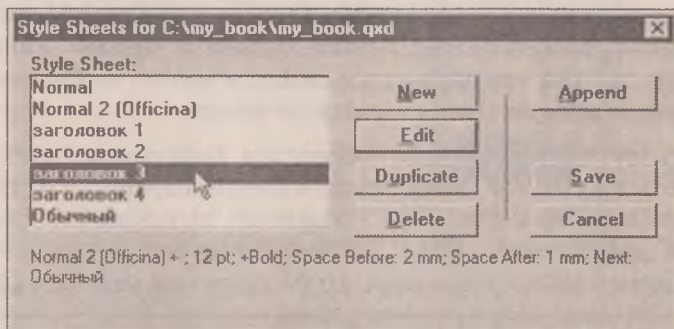 Style Sheets for C:\my_book\my_book.qxd
Style Sheet:
Normal
Normal 2 (Officina)
заголовок 1
заголовок 2
заголовок 3
заголовок 4
Обычный
New
Edit
Duplicate
Delete
Append
Save
Cancel
Normal 2 (Officina) + ; 12 pt; +Bold; Space Before: 2 mm; Space After: 1 mm; Next:
Обычный